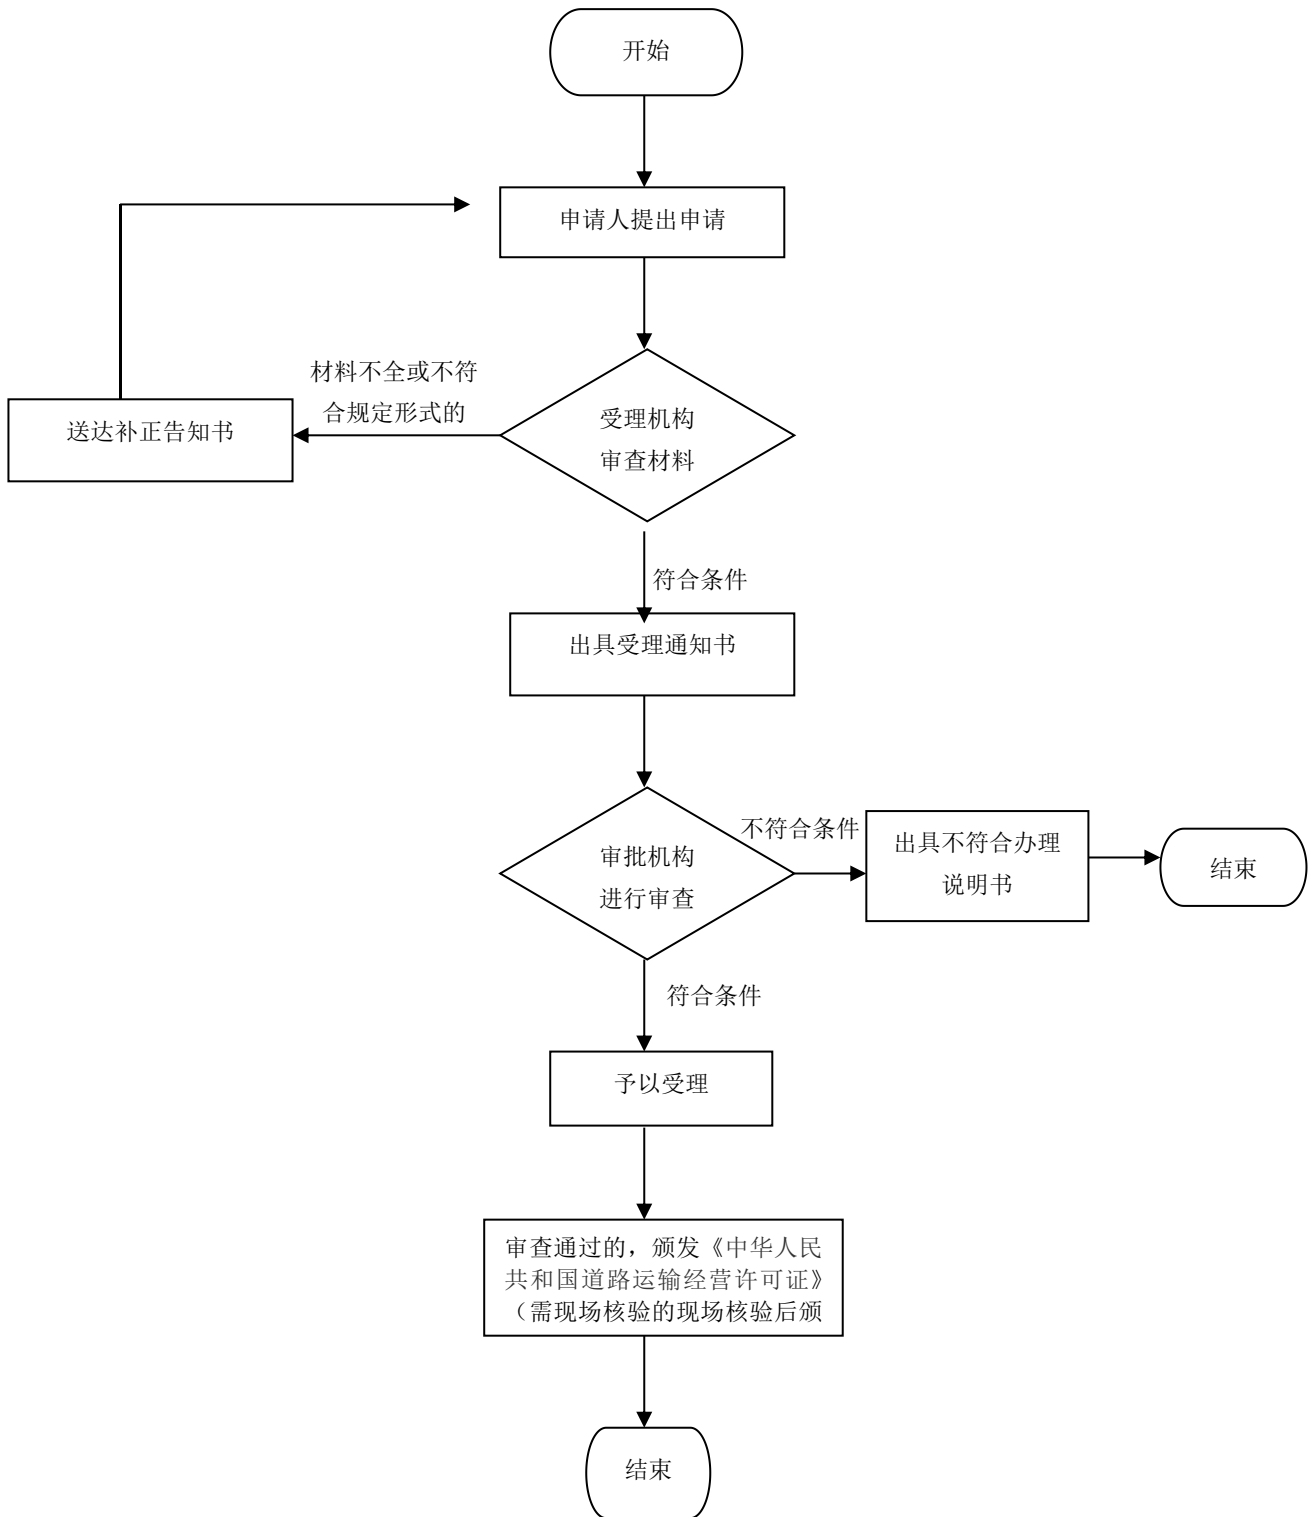 开始
申请人提出申请
材料不全或不符
合规定形式的
送达补正告知书
受理机构
审查材料
符合条件
出具受理通知书
不符合条件
审批机构
进行审查
出具不符合办理
说明书
结束
符合条件
予以受理
审查通过的，颁发《中华人民
共和国道路运输经营许可证》
（需现场核验的现场核验后颁
结束